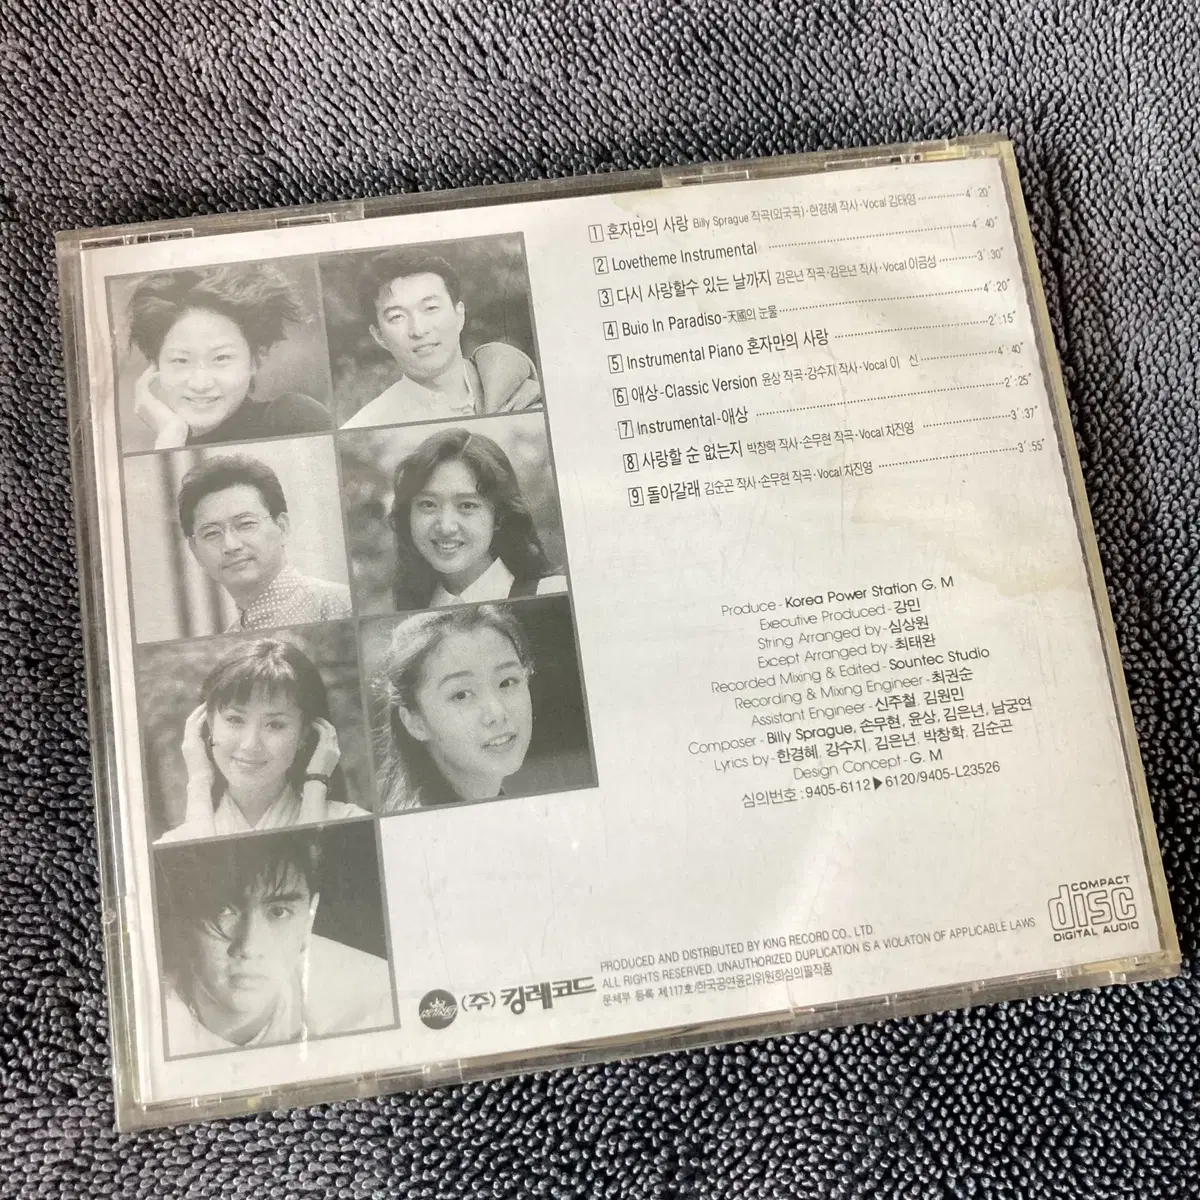 1 혼자만의 사랑 Billy Sprague 작곡(외국곡)·한경혜 작사·Vocal 김태영 4':20"
2 Lovetheme Instrumental 4':40"
3 다시 사랑할수 있는 날까지 김은년 작곡·김은년 작사·Vocal 이금성 3':30"
4 Buio In Paradiso-天國의 눈물 4':20"
5 Instrumental Piano 혼자만의 사랑 2':15"
6 애상-Classic Version 윤상 작곡·강수지 작사·Vocal 이 신 4':40"
7 Instrumental-애상 2':25"
8 사랑할 순 없는지 박창학 작사·손무현 작곡·Vocal 차진영 3':37"
9 돌아갈래 김순곤 작사·손무현 작곡·Vocal 차진영 3':55"
Produce-Korea Power Station G, M
Executive Produced-강민
String Arranged by-심상원
Except Arranged by-최태완
Recorded Mixing & Edited-Sountec Studio
Recording & Mixing Engineer-최권순
Assistant Engineer-신주철, 김원민
Composer-Billy Sprague, 손무현, 윤상, 김은년, 남궁연
Lyrics by-한경혜, 강수지, 김은년, 박창학, 김순곤
Design Concept-G. M
심의번호:9405-6112▶6120/9405-L23526
COMPACT
disc
DIGITAL AUDIO
(주)킹레코드
PRODUCED AND DISTRIBUTED BY KING RECORD CO., LTD.
ALL RIGHTS RESERVED. UNAUTHORIZED DUPLICATION IS A VIOLATON OF APPLICABLE LAWS
문체부 등록 제117호/한국공연윤리위원회심의필작품